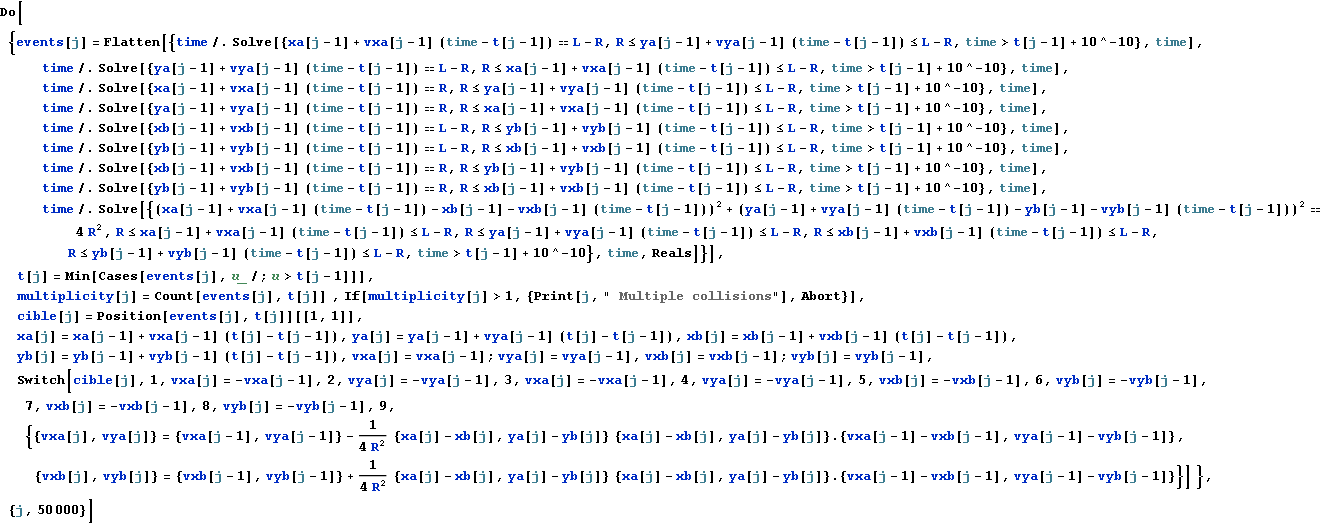 Do[
{events[j] = Flatten[{time /. Solve[{xa[j - 1] + vxa[j - 1] (time - t[j - 1]) == L - R, R ≤ ya[j - 1] + vya[j - 1] (time - t[j - 1]) ≤ L - R, time > t[j - 1] + 10^-10}, time],
time /. Solve[{ya[j - 1] + vya[j - 1] (time - t[j - 1]) == L - R, R ≤ xa[j - 1] + vxa[j - 1] (time - t[j - 1]) ≤ L - R, time > t[j - 1] + 10^-10}, time],
time /. Solve[{xa[j - 1] + vxa[j - 1] (time - t[j - 1]) == R, R ≤ ya[j - 1] + vya[j - 1] (time - t[j - 1]) ≤ L - R, time > t[j - 1] + 10^-10}, time],
time /. Solve[{ya[j - 1] + vya[j - 1] (time - t[j - 1]) == R, R ≤ xa[j - 1] + vxa[j - 1] (time - t[j - 1]) ≤ L - R, time > t[j - 1] + 10^-10}, time],
time /. Solve[{xb[j - 1] + vxb[j - 1] (time - t[j - 1]) == L - R, R ≤ yb[j - 1] + vyb[j - 1] (time - t[j - 1]) ≤ L - R, time > t[j - 1] + 10^-10}, time],
time /. Solve[{yb[j - 1] + vyb[j - 1] (time - t[j - 1]) == L - R, R ≤ xb[j - 1] + vxb[j - 1] (time - t[j - 1]) ≤ L - R, time > t[j - 1] + 10^-10}, time],
time /. Solve[{xb[j - 1] + vxb[j - 1] (time - t[j - 1]) == R, R ≤ yb[j - 1] + vyb[j - 1] (time - t[j - 1]) ≤ L - R, time > t[j - 1] + 10^-10}, time],
time /. Solve[{yb[j - 1] + vyb[j - 1] (time - t[j - 1]) == R, R ≤ xb[j - 1] + vxb[j - 1] (time - t[j - 1]) ≤ L - R, time > t[j - 1] + 10^-10}, time],
time /. Solve[{(xa[j - 1] + vxa[j - 1] (time - t[j - 1]) - xb[j - 1] - vxb[j - 1] (time - t[j - 1]))² + (ya[j - 1] + vya[j - 1] (time - t[j - 1]) - yb[j - 1] - vyb[j - 1] (time - t[j - 1]))² ==
4 R², R ≤ xa[j - 1] + vxa[j - 1] (time - t[j - 1]) ≤ L - R, R ≤ ya[j - 1] + vya[j - 1] (time - t[j - 1]) ≤ L - R, R ≤ xb[j - 1] + vxb[j - 1] (time - t[j - 1]) ≤ L - R,
R ≤ yb[j - 1] + vyb[j - 1] (time - t[j - 1]) ≤ L - R, time > t[j - 1] + 10^-10}, time, Reals]}],
t[j] = Min[Cases[events[j], u_ /; u > t[j - 1]]],
multiplicity[j] = Count[events[j], t[j]] , If[multiplicity[j] > 1, {Print[j, " Multiple collisions"], Abort}],
cible[j] = Position[events[j], t[j]][[1, 1]],
xa[j] = xa[j - 1] + vxa[j - 1] (t[j] - t[j - 1]), ya[j] = ya[j - 1] + vya[j - 1] (t[j] - t[j - 1]), xb[j] = xb[j - 1] + vxb[j - 1] (t[j] - t[j - 1]),
yb[j] = yb[j - 1] + vyb[j - 1] (t[j] - t[j - 1]), vxa[j] = vxa[j - 1]; vya[j] = vya[j - 1], vxb[j] = vxb[j - 1]; vyb[j] = vyb[j - 1],
Switch[cible[j], 1, vxa[j] = -vxa[j - 1], 2, vya[j] = -vya[j - 1], 3, vxa[j] = -vxa[j - 1], 4, vya[j] = -vya[j - 1], 5, vxb[j] = -vxb[j - 1], 6, vyb[j] = -vyb[j - 1],
7, vxb[j] = -vxb[j - 1], 8, vyb[j] = -vyb[j - 1], 9,
{{vxa[j], vya[j]} = {vxa[j - 1], vya[j - 1]} - 1/(4 R²) {xa[j] - xb[j], ya[j] - yb[j]} {xa[j] - xb[j], ya[j] - yb[j]}.{vxa[j - 1] - vxb[j - 1], vya[j - 1] - vyb[j - 1]},
{vxb[j], vyb[j]} = {vxb[j - 1], vyb[j - 1]} + 1/(4 R²) {xa[j] - xb[j], ya[j] - yb[j]} {xa[j] - xb[j], ya[j] - yb[j]}.{vxa[j - 1] - vxb[j - 1], vya[j - 1] - vyb[j - 1]}}] },
{j, 50 000}]